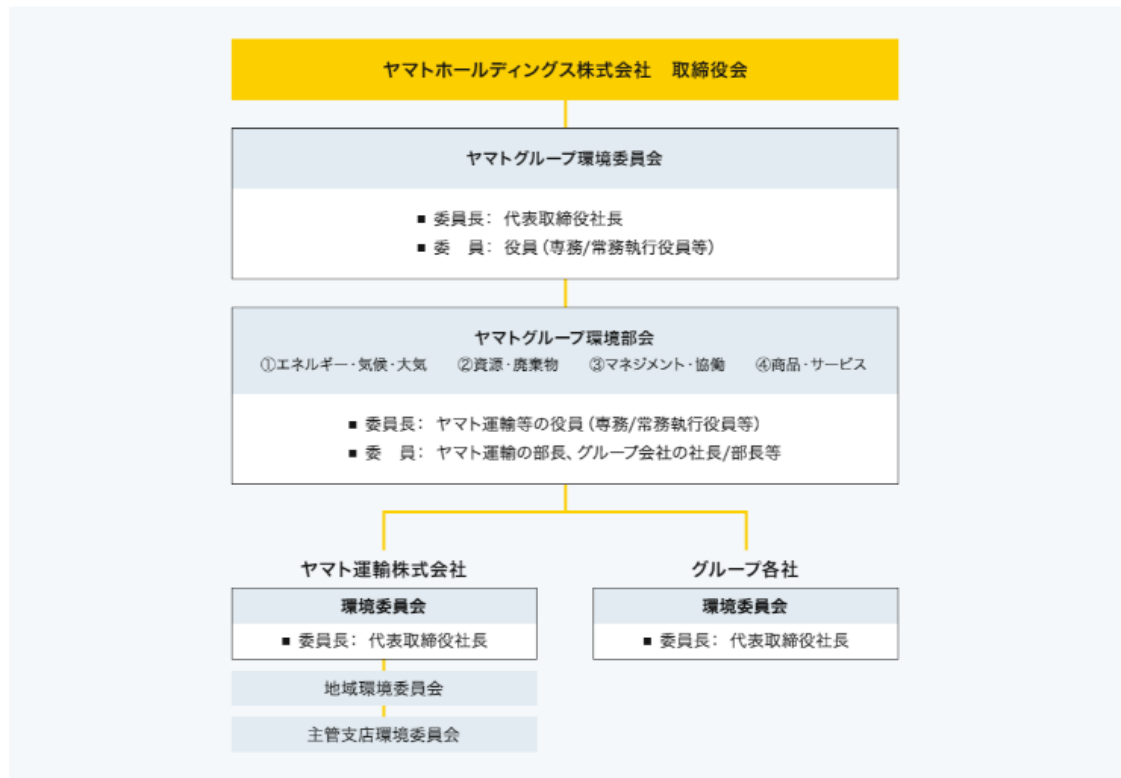 ヤマトホールディングス株式会社　取締役会
ヤマトグループ環境委員会
■ 委員長： 代表取締役社長
■ 委　員： 役員（専務/常務執行役員等）
ヤマトグループ環境部会
①エネルギー・気候・大気　②資源・廃棄物　③マネジメント・協働　④商品・サービス
■ 委員長： ヤマト運輸等の役員（専務/常務執行役員等）
■ 委　員： ヤマト運輸の部長、グループ会社の社長/部長等
ヤマト運輸株式会社
環境委員会
■ 委員長： 代表取締役社長
地域環境委員会
主管支店環境委員会
グループ各社
環境委員会
■ 委員長： 代表取締役社長